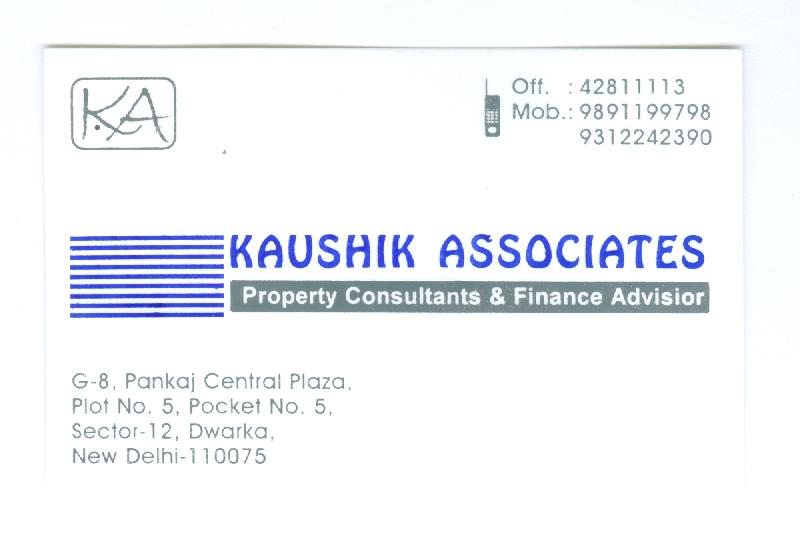 KA
Off. : 42811113
Mob.: 9891199798
9312242390
KAUSHIK ASSOCIATES
Property Consultants & Finance Advisior
G-8, Pankaj Central Plaza,
Plot No. 5, Pocket No. 5,
Sector-12, Dwarka,
New Delhi-110075